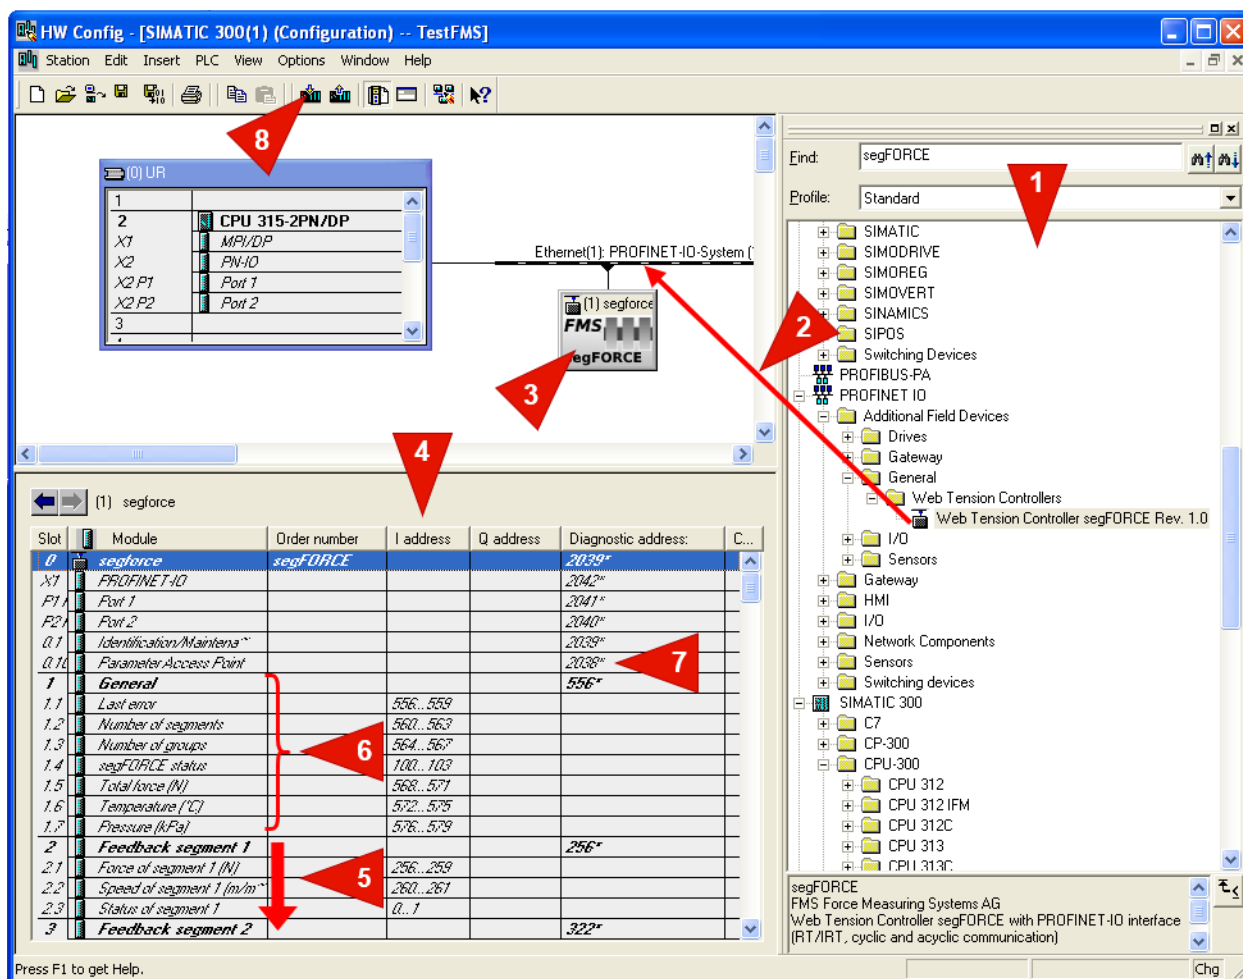 HW Config - [SIMATIC 300(1) (Configuration) -- TestFMS]
Station Edit Insert PLC View Options Window Help
8
(0) UR
1
2 CPU 315-2PN/DP
X1 MPI/DP
X2 PN-IO
X2 P1 Port 1
X2 P2 Port 2
3
Ethernet(1): PROFINET-IO-System (
(1) segforce
FMS
segFORCE
3
2
Find: segFORCE
Profile: Standard
1
SIMATIC
SIMODRIVE
SIMOREG
SIMOVERT
SINAMICS
SIPOS
Switching Devices
PROFIBUS-PA
PROFINET IO
Additional Field Devices
Drives
Gateway
General
Web Tension Controllers
Web Tension Controller segFORCE Rev. 1.0
I/O
Sensors
Gateway
HMI
I/O
Network Components
Sensors
Switching devices
SIMATIC 300
C7
CP-300
CPU-300
CPU 312
CPU 312 IFM
CPU 312C
CPU 313
CPU 313C
segFORCE
FMS Force Measuring Systems AG
Web Tension Controller segFORCE with PROFINET-IO interface
(RT/IRT, cyclic and acyclic communication)
4
(1) segforce
Slot Module Order number I address Q address Diagnostic address: C...
0 segforce segFORCE 2039*
X1 PROFINET-IO 2042*
P1 Port 1 2041*
P2 Port 2 2040*
0.1 Identification/Maintena~ 2039*
Parameter Access Point 2038*
7
1 General 556*
1.1 Last error 556...559
1.2 Number of segments 560...563
1.3 Number of groups 564...567
6
1.4 segFORCE status 100...103
1.5 Total force (N) 568...571
1.6 Temperature (°C) 572...575
1.7 Pressure (kPa) 576...579
2 Feedback segment 1 256*
2.1 Force of segment 1 (N) 256...259
5
2.2 Speed of segment 1 (m/m~ 260...261
2.3 Status of segment 1 0...1
3 Feedback segment 2 322*
Press F1 to get Help.
Chg